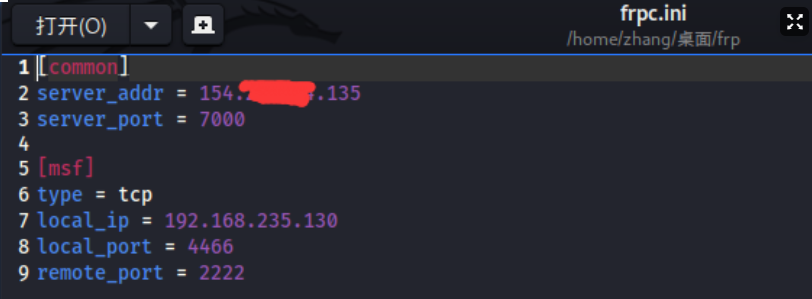 打开(O)
frpc.ini
/home/zhang/桌面/frp
1 [common]
2 server_addr = 154. .135
3 server_port = 7000
4
5 [msf]
6 type = tcp
7 local_ip = 192.168.235.130
8 local_port = 4466
9 remote_port = 2222